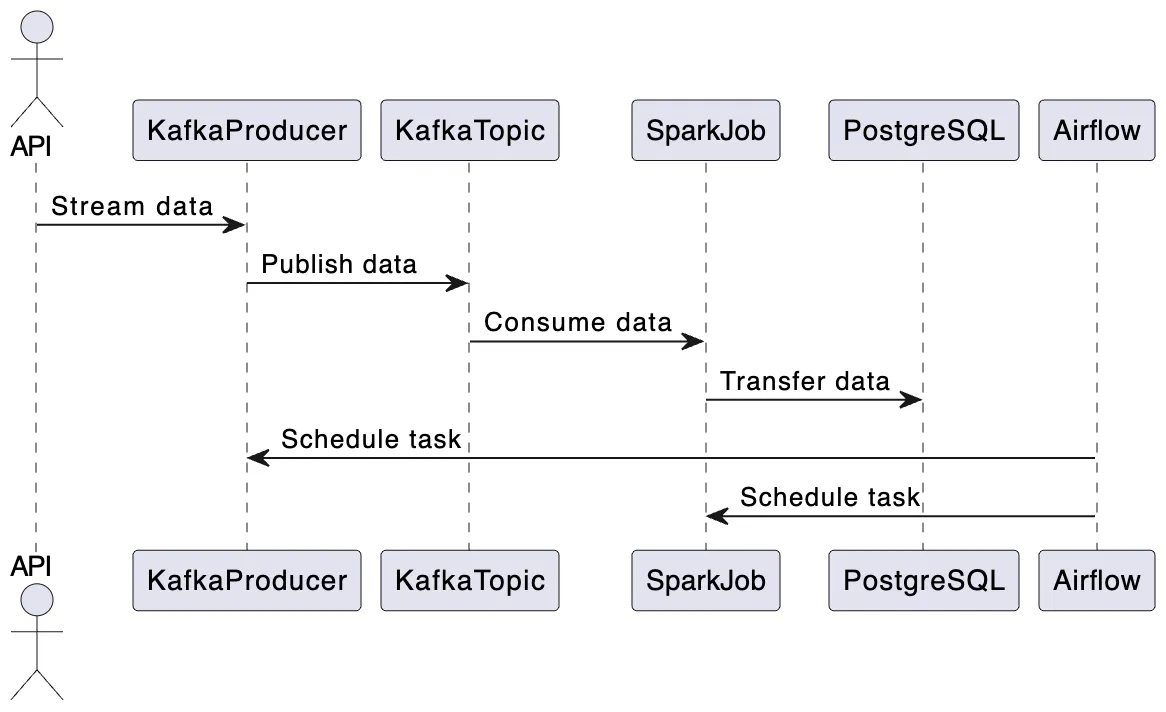 API
KafkaProducer
KafkaTopic
SparkJob
PostgreSQL
Airflow
Stream data
Publish data
Consume data
Transfer data
Schedule task
Schedule task
API
KafkaProducer
KafkaTopic
SparkJob
PostgreSQL
Airflow